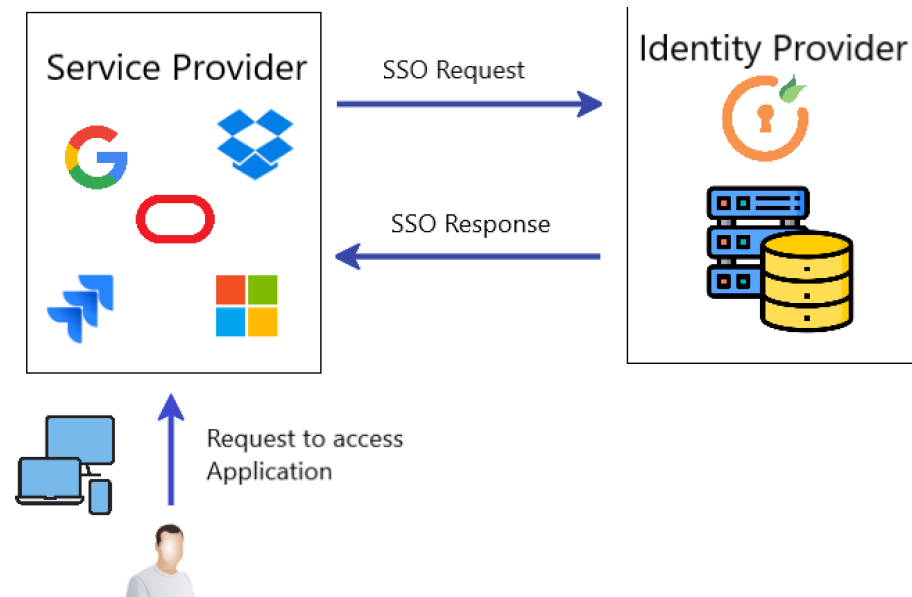 Service Provider
SSO Request
Identity Provider
SSO Response
Request to access
Application